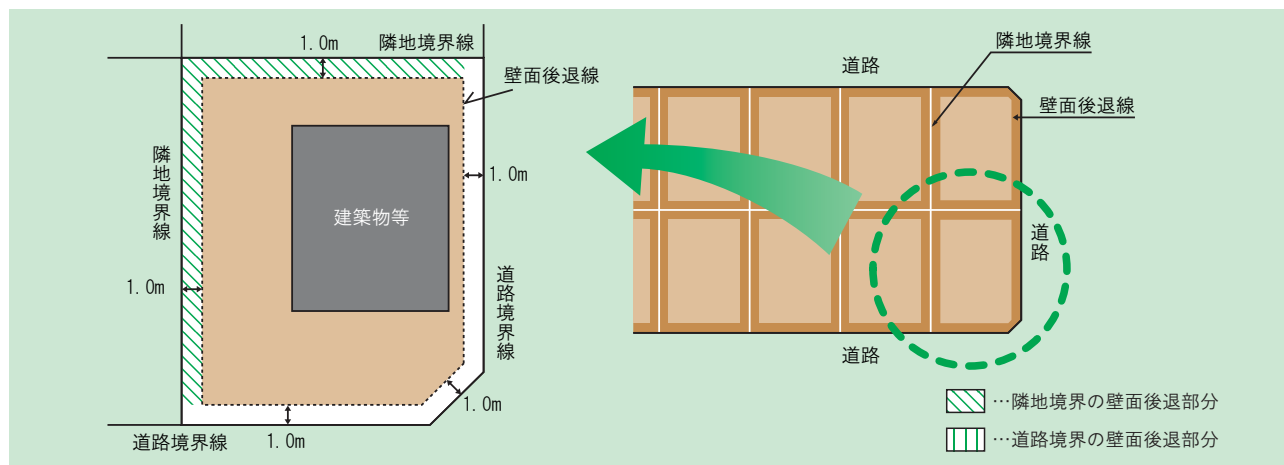 1.0m
隣地境界線
壁面後退線
隣地境界線
1.0m
建築物等
1.0m
道路境界線
1.0m
道路境界線
1.0m
隣地境界線
道路
壁面後退線
道路
道路
…隣地境界の壁面後退部分
…道路境界の壁面後退部分